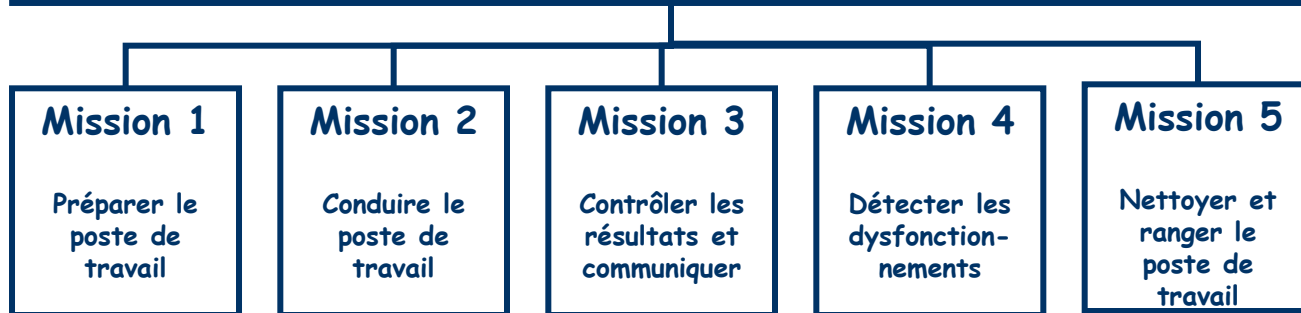 Mission 1
Préparer le
poste de
travail
Mission 2
Conduire le
poste de
travail
Mission 3
Contrôler les
résultats et
communiquer
Mission 4
Détecter les
dysfonction-
nements
Mission 5
Nettoyer et
ranger le
poste de
travail